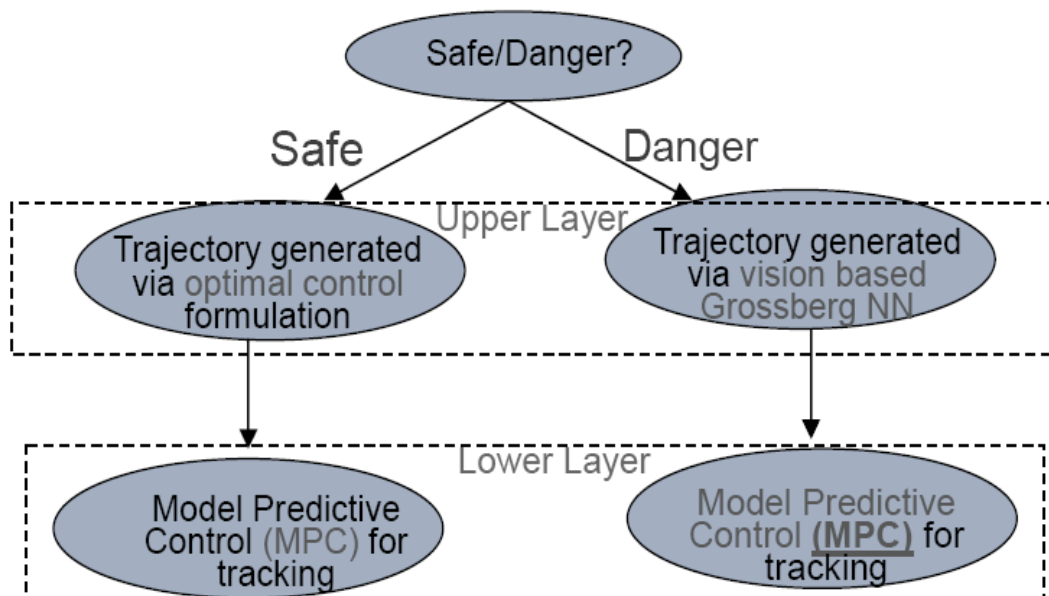 Safe/Danger?
Safe
Danger
Upper Layer
Trajectory generated
via optimal control
formulation
Trajectory generated
via vision based
Grossberg NN
Lower Layer
Model Predictive
Control (MPC) for
tracking
Model Predictive
Control (MPC) for
tracking